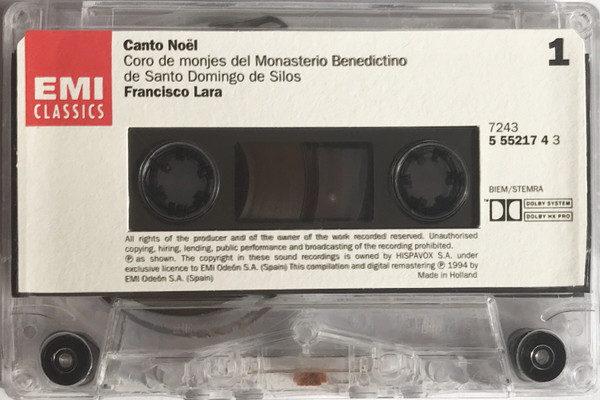 EMI
CLASSICS
Canto Noël
Coro de monjes del Monasterio Benedictino
de Santo Domingo de Silos
Francisco Lara
1
7243
5 55217 4 3
BIEM/STEMRA
DOLBY SYSTEM
DOLBY HX PRO
All rights of the producer and of the owner of the work recorded reserved. Unauthorised
copying, hiring, lending, public performance and broadcasting of the recording prohibited.
℗ as shown. The copyright in these sound recordings is owned by HISPAVOX S.A. under
exclusive licence to EMI Odeón S.A. (Spain) This compilation and digital remastering ℗ 1994 by
EMI Odeón S.A. (Spain)
Made in Holland